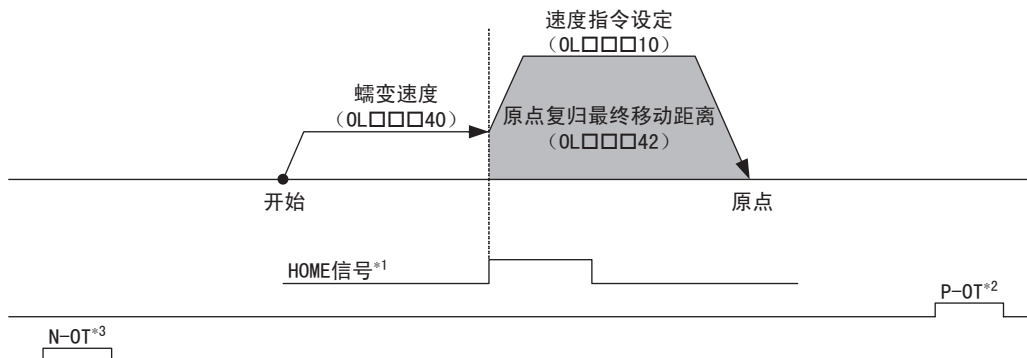 速度指令设定
（OL□□□10）
蠕变速度
（OL□□□40）
原点复归最终移动距离
（OL□□□42）
开始
原点
HOME信号*1
P-OT*2
N-OT*3